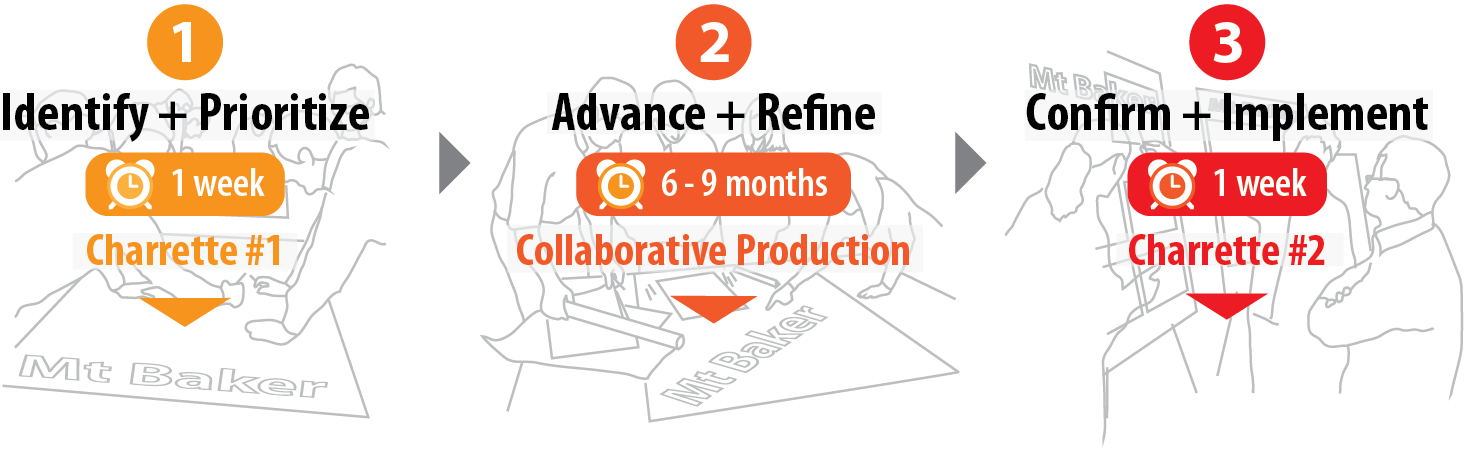 1
Identify + Prioritize
1 week
Charrette #1
Mt Baker
2
Advance + Refine
6 - 9 months
Collaborative Production
Mt Baker
3
Mt Baker
Confirm + Implement
1 week
Charrette #2